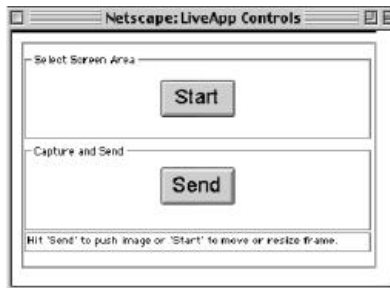 Netscape: LiveApp Controls
Select Screen Area
Start
Capture and Send
Send
Hit 'Send' to push image or 'Start' to move or resize frame.